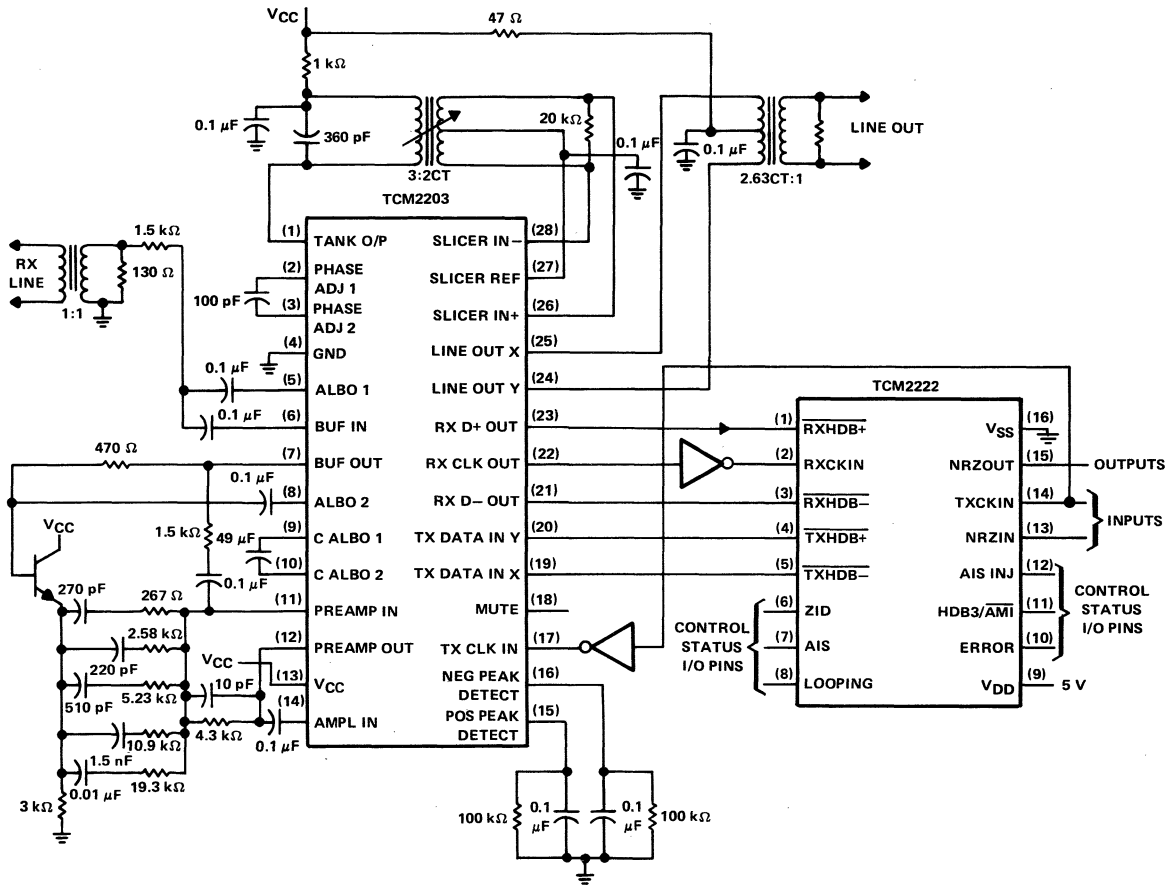 VCC
47 Ω
1 kΩ
0.1 μF
360 pF
3:2CT
20 kΩ
0.1 μF
0.1 μF
2.63CT:1
LINE OUT
TCM2203
RX
LINE
1:1
1.5 kΩ
130 Ω
100 pF
0.1 μF
0.1 μF
470 Ω
0.1 μF
VCC
1.5 kΩ
49 μF
0.1 μF
270 pF
267 Ω
2.58 kΩ
220 pF
510 pF
5.23 kΩ
10.9 kΩ
1.5 nF
0.01 μF
19.3 kΩ
3 kΩ
VCC
10 pF
4.3 kΩ
0.1 μF
(1) TANK O/P
(2) PHASE
ADJ 1
(3) PHASE
ADJ 2
(4) GND
(5) ALBO 1
(6) BUF IN
(7) BUF OUT
(8) ALBO 2
(9) C ALBO 1
(10) C ALBO 2
(11) PREAMP IN
(12) PREAMP OUT
(13) VCC
(14) AMPL IN
SLICER IN− (28)
SLICER REF (27)
SLICER IN+ (26)
LINE OUT X (25)
LINE OUT Y (24)
RX D+ OUT (23)
RX CLK OUT (22)
RX D− OUT (21)
TX DATA IN Y (20)
TX DATA IN X (19)
MUTE (18)
TX CLK IN (17)
NEG PEAK (16)
DETECT
POS PEAK (15)
DETECT
100 kΩ
0.1
μF
0.1
μF
100 kΩ
TCM2222
(1) RXHDB+
(2) RXCKIN
(3) RXHDB−
(4) TXHDB+
(5) TXHDB−
(6) ZID
(7) AIS
(8) LOOPING
CONTROL
STATUS
I/O PINS
VSS (16)
NRZOUT (15) OUTPUTS
TXCKIN (14)
NRZIN (13)
INPUTS
AIS INJ (12)
HDB3/AMI (11)
ERROR (10)
VDD (9) 5 V
CONTROL
STATUS
I/O PINS